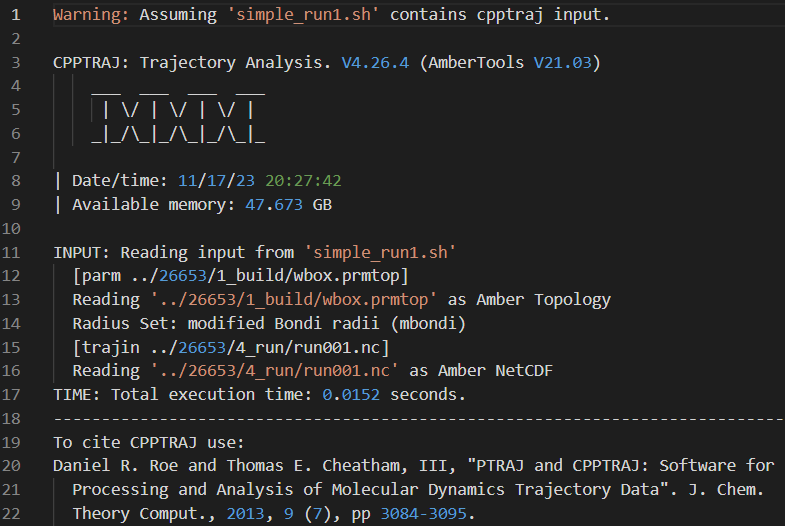 1 Warning: Assuming 'simple_run1.sh' contains cpptraj input.
2
3 CPPTRAJ: Trajectory Analysis. V4.26.4 (AmberTools V21.03)
4     ___  ___  ___  ___
5      | \/ | \/ | \/ |
6     _|_/\_|_/\_|_/\_|_
7
8 | Date/time: 11/17/23 20:27:42
9 | Available memory: 47.673 GB
10
11 INPUT: Reading input from 'simple_run1.sh'
12   [parm ../26653/1_build/wbox.prmtop]
13   Reading '../26653/1_build/wbox.prmtop' as Amber Topology
14   Radius Set: modified Bondi radii (mbondi)
15   [trajin ../26653/4_run/run001.nc]
16   Reading '../26653/4_run/run001.nc' as Amber NetCDF
17 TIME: Total execution time: 0.0152 seconds.
18 ----------------------------------------------------------------------------
19 To cite CPPTRAJ use:
20 Daniel R. Roe and Thomas E. Cheatham, III, "PTRAJ and CPPTRAJ: Software for
21   Processing and Analysis of Molecular Dynamics Trajectory Data". J. Chem.
22   Theory Comput., 2013, 9 (7), pp 3084-3095.